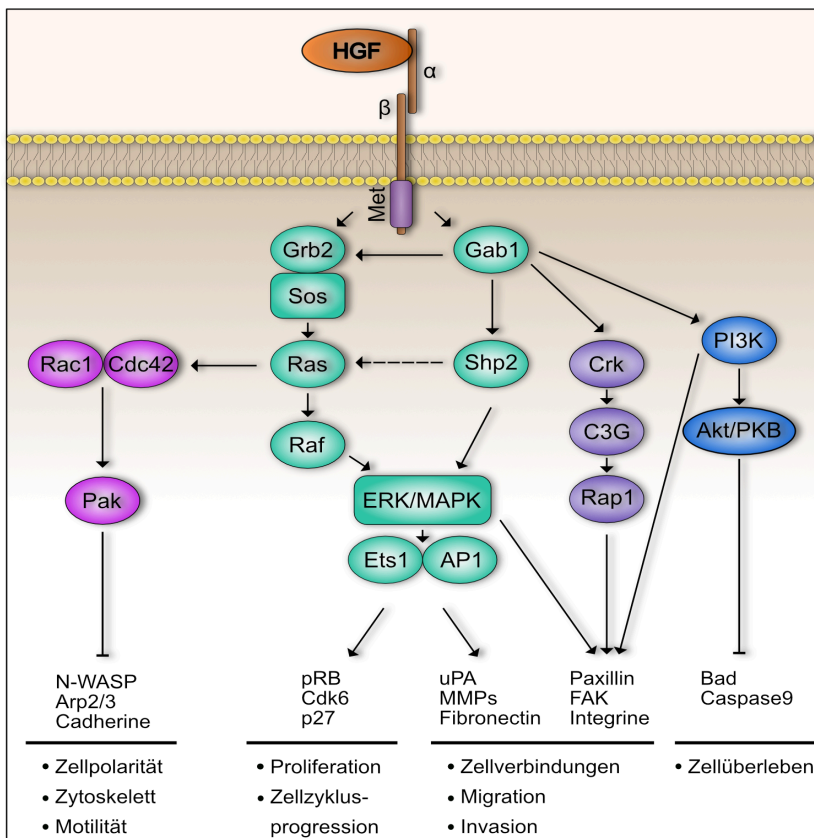 HGF
α
β
Met
Grb2
Gab1
Sos
PI3K
Rac1
Cdc42
Ras
Shp2
Crk
Akt/PKB
Raf
C3G
Pak
ERK/MAPK
Rap1
Ets1
AP1
N-WASP
Arp2/3
Cadherine
pRB
Cdk6
p27
uPA
MMPs
Fibronectin
Paxillin
FAK
Integrine
Bad
Caspase9
• Zellpolarität
• Zytoskelett
• Motilität
• Proliferation
• Zellzyklus-
progression
• Zellverbindungen
• Migration
• Invasion
• Zellüberleben